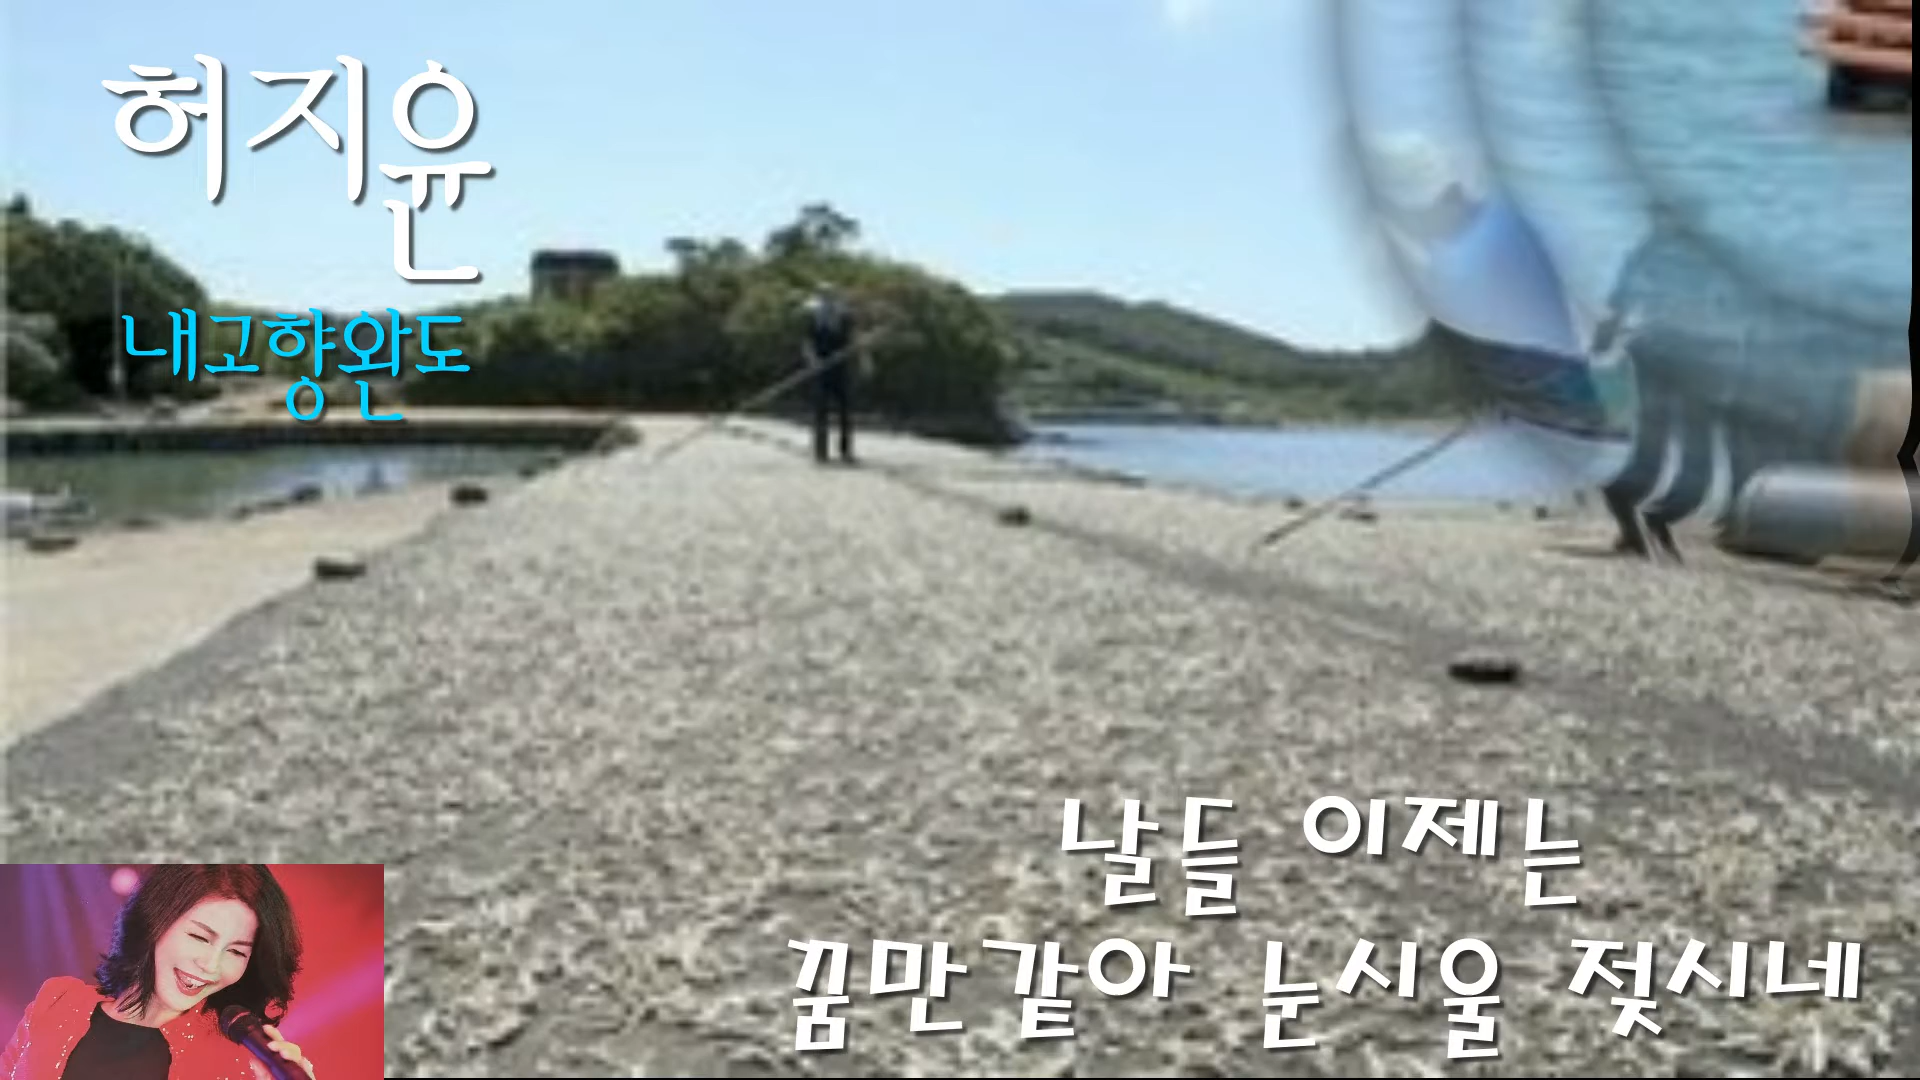 허지윤
내고향완도
날들 이제는
꿈만같아 눈시울 젖시네